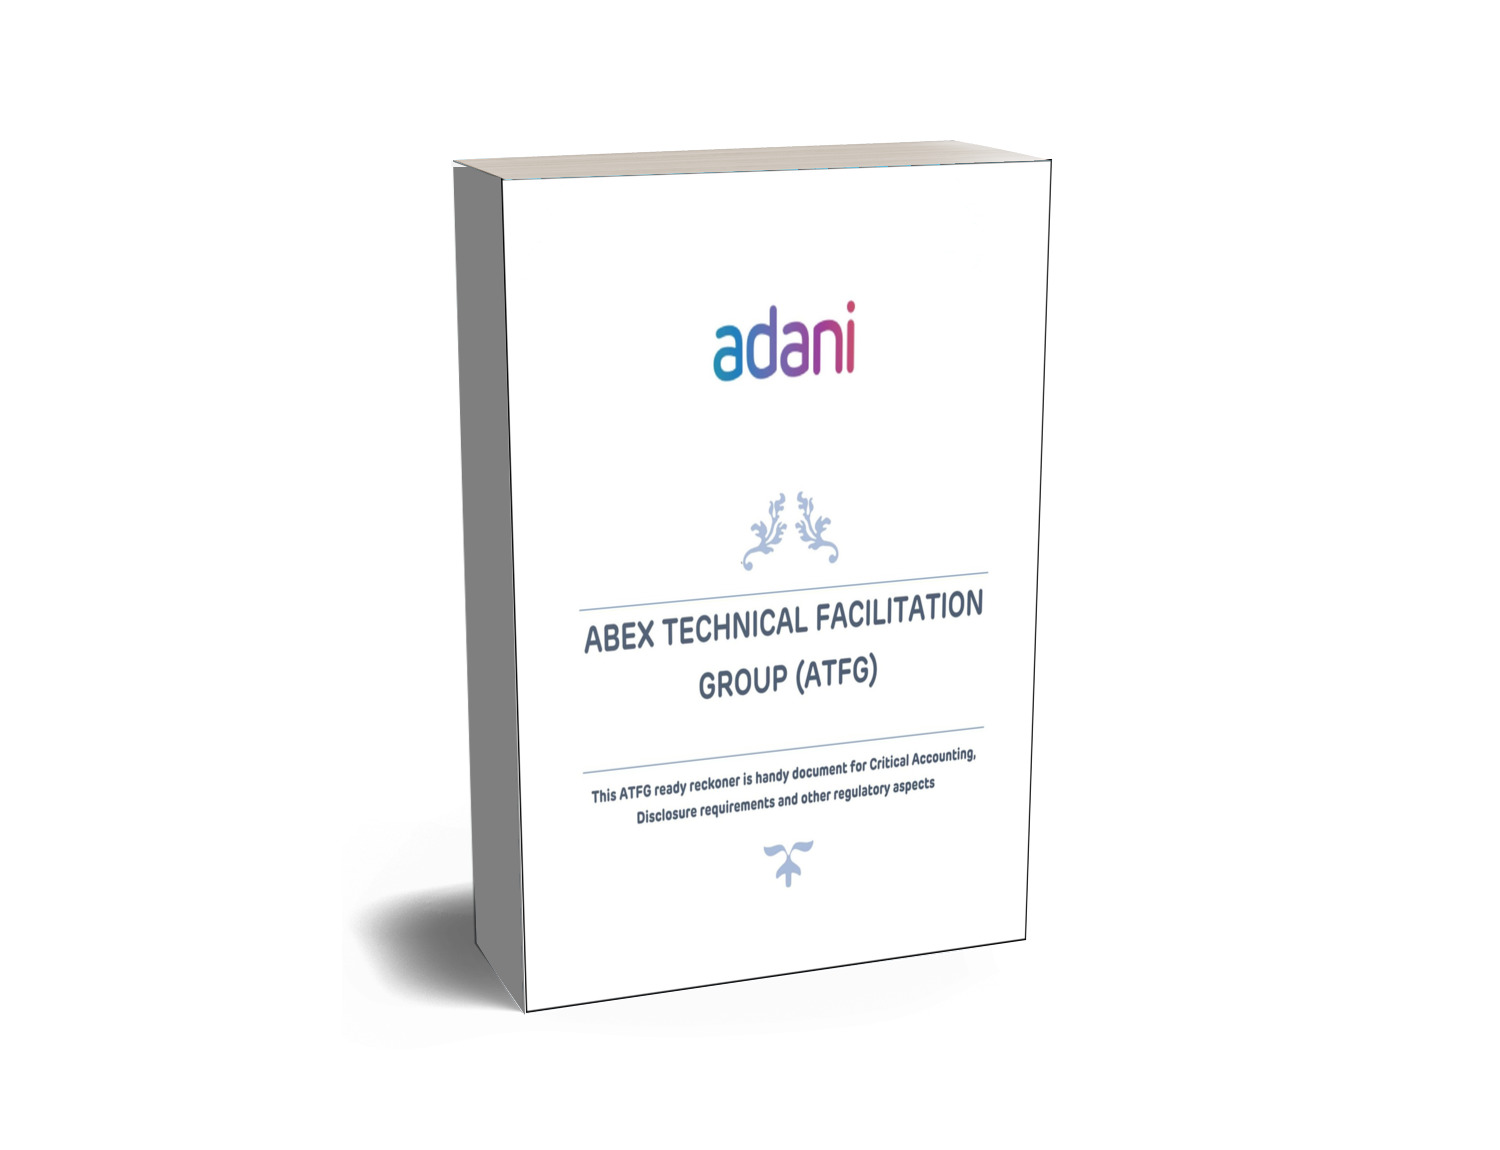 adani
ABEX TECHNICAL FACILITATION
GROUP (ATFG)
This ATFG ready reckoner is handy document for Critical Accounting,
Disclosure requirements and other regulatory aspects